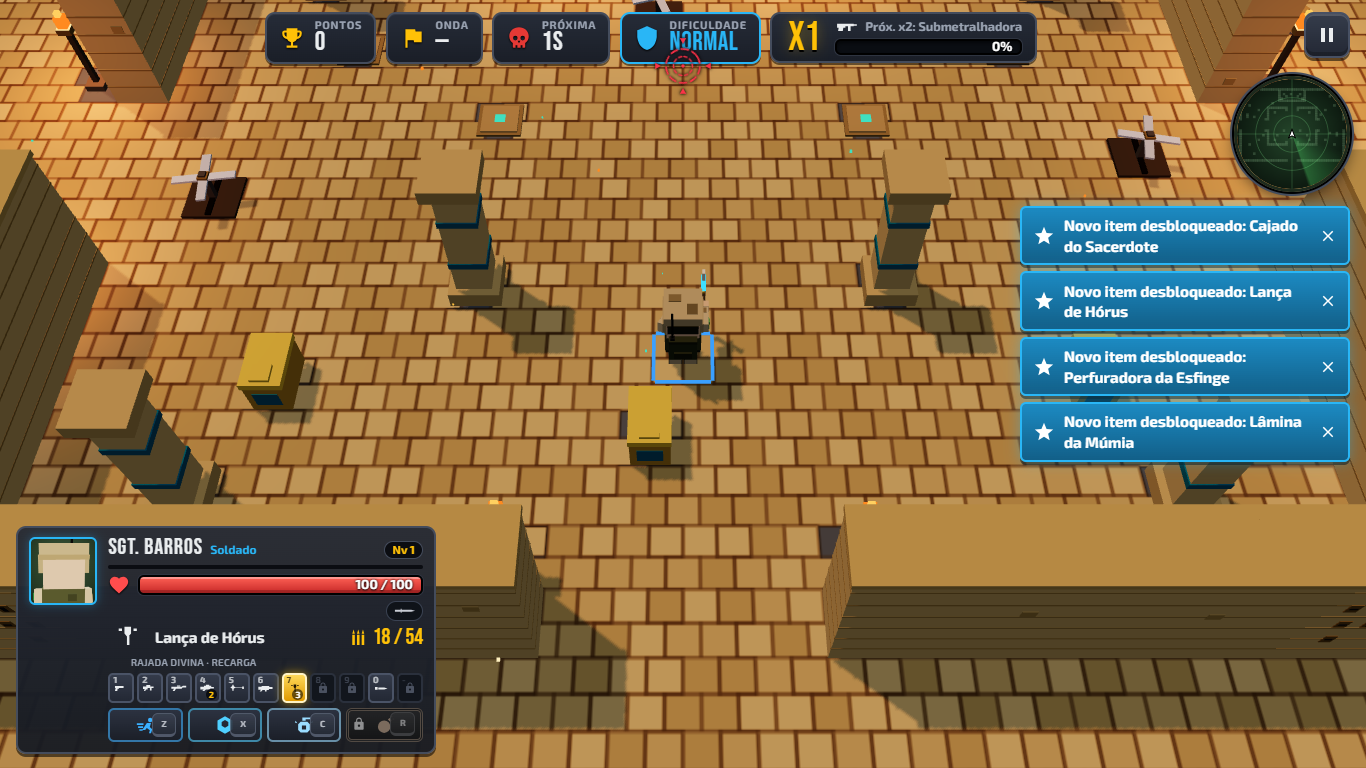 PONTOS
0
ONDA
–
PRÓXIMA
1S
DIFICULDADE
NORMAL
X1
Próx. x2: Submetralhadora
0%
Novo item desbloqueado: Cajado
do Sacerdote
Novo item desbloqueado: Lança
de Hórus
Novo item desbloqueado:
Perfuradora da Esfinge
Novo item desbloqueado: Lâmina
da Múmia
SGT. BARROS Soldado
Nv 1
100 / 100
Lança de Hórus
18 / 54
RAJADA DIVINA · RECARGA
1 2 3 4 2 5 6 7 3 8 9 0
Z X C R